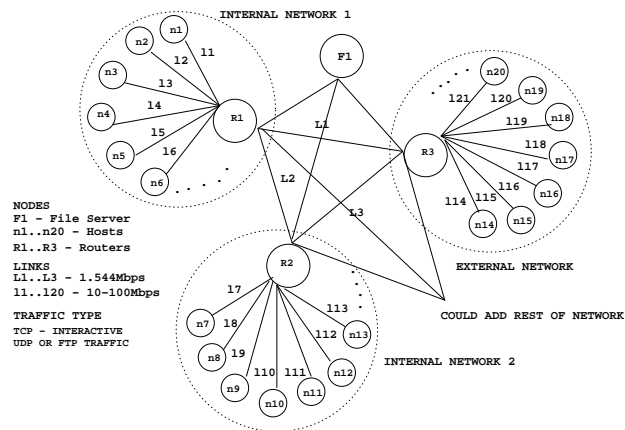 INTERNAL NETWORK 1
n1
n2
n3
n4
n5
n6
l1
l2
l3
l4
l5
l6
R1
F1
L1
L2
L3
R3
n20
n19
n18
n17
n16
n15
n14
l21
l20
l19
l18
l17
l16
l15
l14
EXTERNAL NETWORK
NODES
F1 - File Server
n1..n20 - Hosts
R1..R3 - Routers
LINKS
L1..L3 - 1.544Mbps
l1..l20 - 10-100Mbps
TRAFFIC TYPE
TCP - INTERACTIVE
UDP OR FTP TRAFFIC
R2
l7
l8
l9
l10
l11
l12
l13
n7
n8
n9
n10
n11
n12
n13
COULD ADD REST OF NETWORK
INTERNAL NETWORK 2